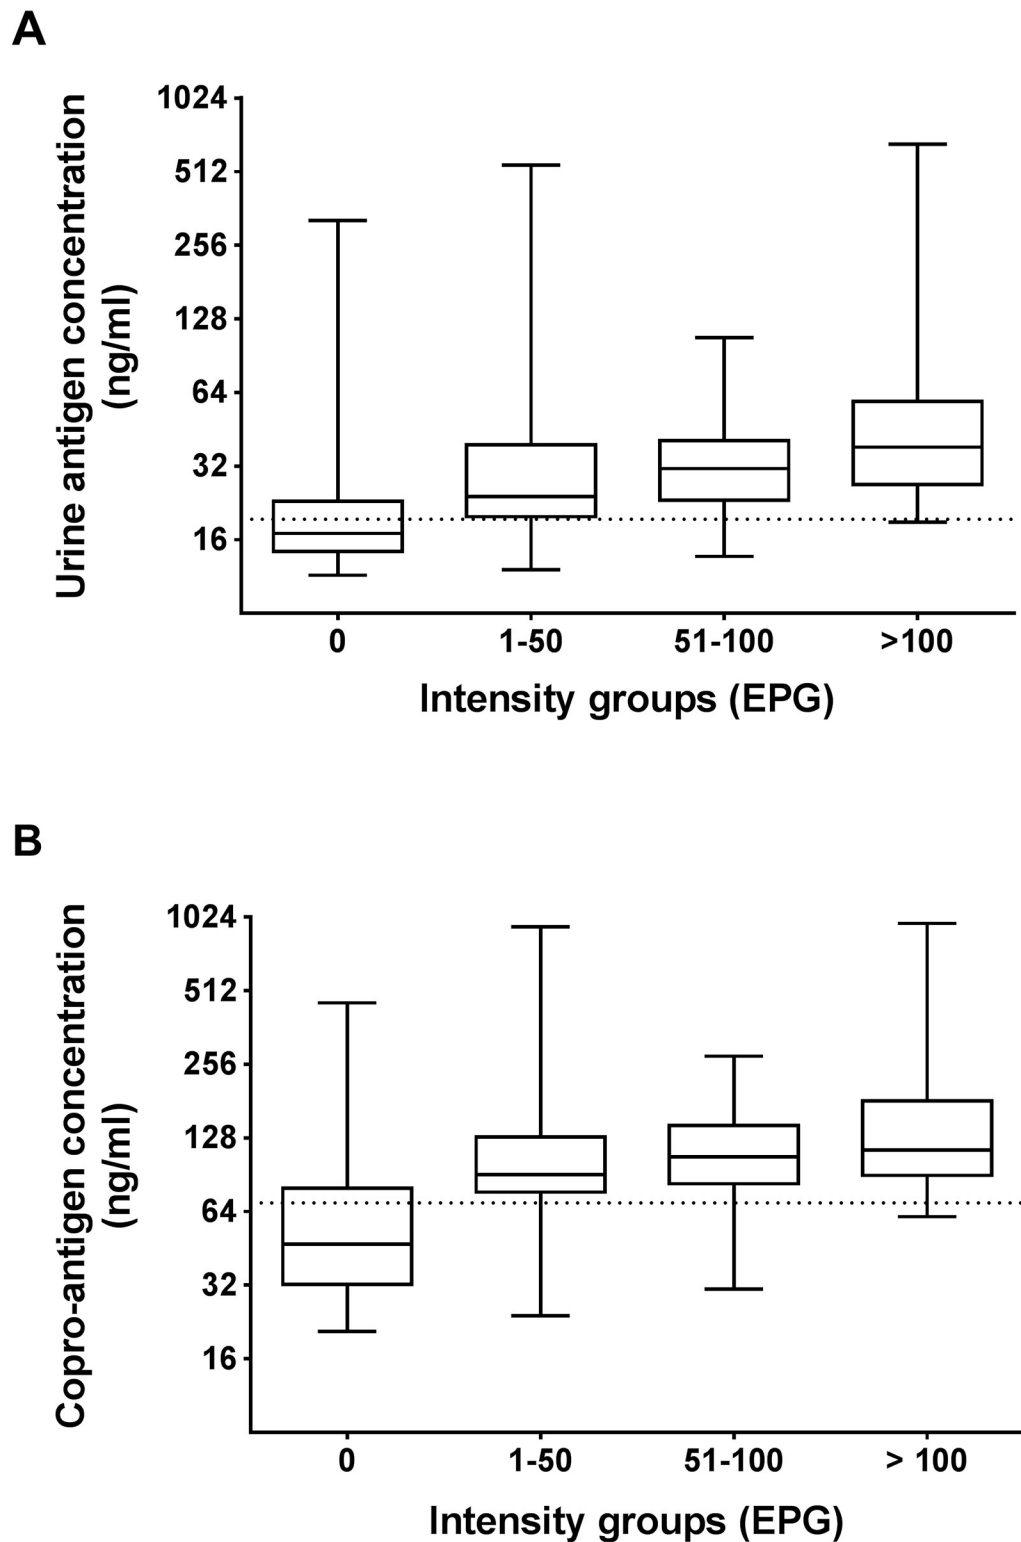 A
Urine antigen concentration
(ng/ml)
1024
512
256
128
64
32
16
0 1-50 51-100 >100
Intensity groups (EPG)
B
Copro-antigen concentration
(ng/ml)
1024
512
256
128
64
32
16
0 1-50 51-100 > 100
Intensity groups (EPG)